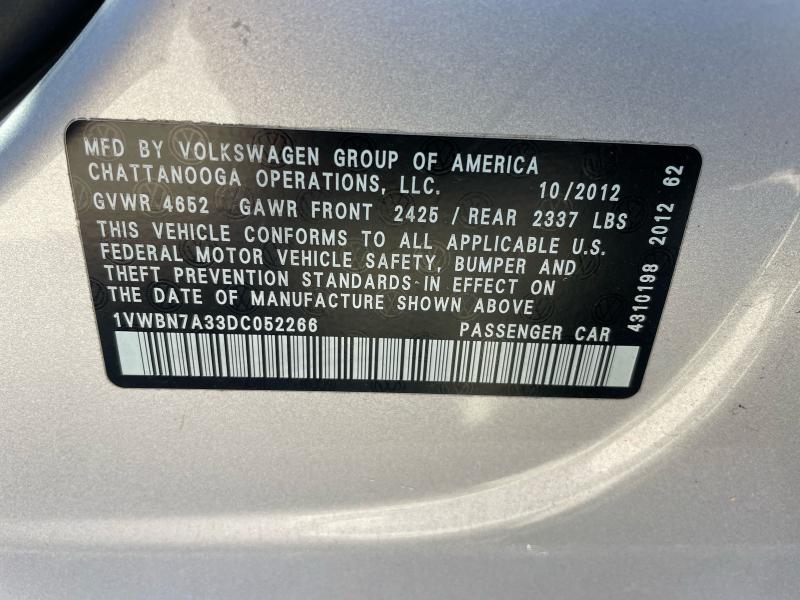 MFD BY VOLKSWAGEN GROUP OF AMERICA
CHATTANOOGA OPERATIONS, LLC. 10/2012
GVWR 4652 GAWR FRONT 2425 / REAR 2337 LBS
THIS VEHICLE CONFORMS TO ALL APPLICABLE U.S.
FEDERAL MOTOR VEHICLE SAFETY, BUMPER AND
THEFT PREVENTION STANDARDS IN EFFECT ON
THE DATE OF MANUFACTURE SHOWN ABOVE
1VWBN7A33DC052266 PASSENGER CAR
4310198 2012 62